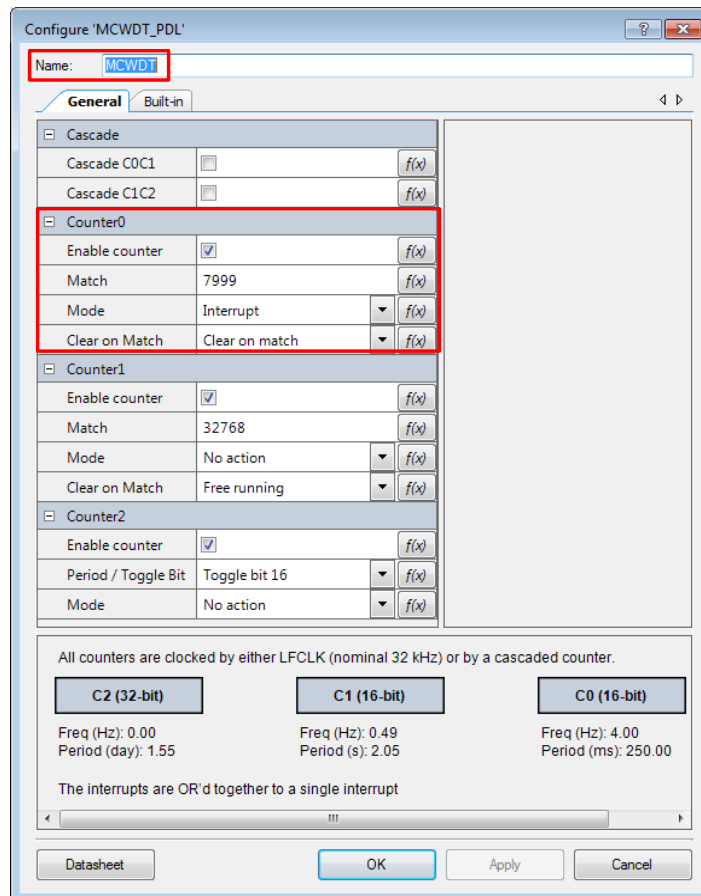 Configure 'MCWDT_PDL'
Name: MCWDT
General Built-in
Cascade
Cascade C0C1 f(x)
Cascade C1C2 f(x)
Counter0
Enable counter f(x)
Match 7999 f(x)
Mode Interrupt f(x)
Clear on Match Clear on match f(x)
Counter1
Enable counter f(x)
Match 32768 f(x)
Mode No action f(x)
Clear on Match Free running f(x)
Counter2
Enable counter f(x)
Period / Toggle Bit Toggle bit 16 f(x)
Mode No action f(x)
All counters are clocked by either LFCLK (nominal 32 kHz) or by a cascaded counter.
C2 (32-bit) C1 (16-bit) C0 (16-bit)
Freq (Hz): 0.00 Freq (Hz): 0.49 Freq (Hz): 4.00
Period (day): 1.55 Period (s): 2.05 Period (ms): 250.00
The interrupts are OR'd together to a single interrupt
Datasheet OK Apply Cancel